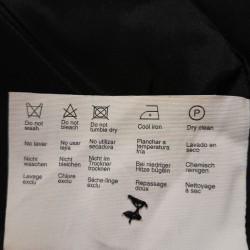 Do not wash
Do not bleach
Do not tumble dry
Cool iron
Dry clean
No lavar
No usar lejia
No utilizar secadora
Planchar a temperatura fria
Lavado en seco
Nicht waschen
Nicht bleichen
Nicht im Trockner trocknen
Bei niedriger Hitze bügeln
Chemisch reinigen
Lavage exclu
Chlore exclu
Sèche-linge exclu
Repassage doux
Nettoyage à sec